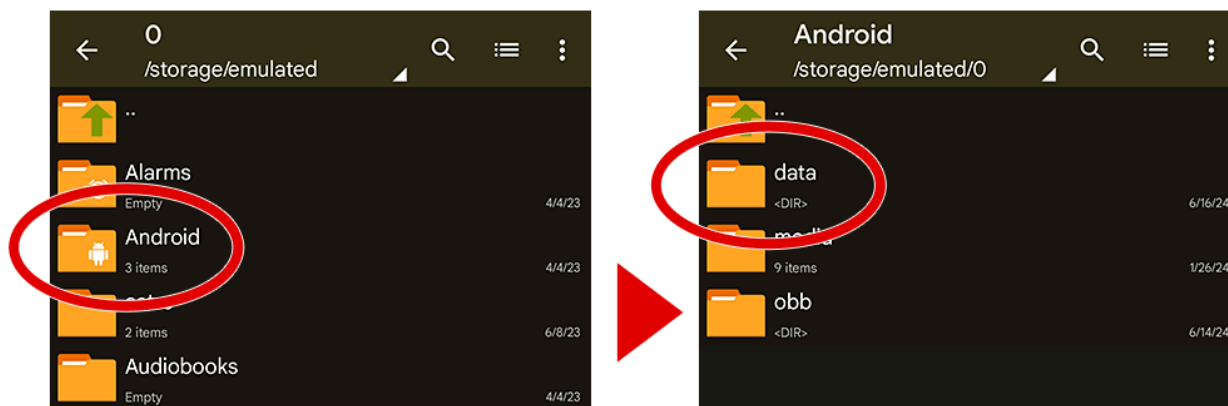 0
/storage/emulated
..
Alarms
Empty
4/4/23
Android
3 items
4/4/23
2 items
6/8/23
Audiobooks
Empty
4/4/23
Android
/storage/emulated/0
..
data
<DIR>
6/16/24
media
9 items
1/26/24
obb
<DIR>
6/14/24